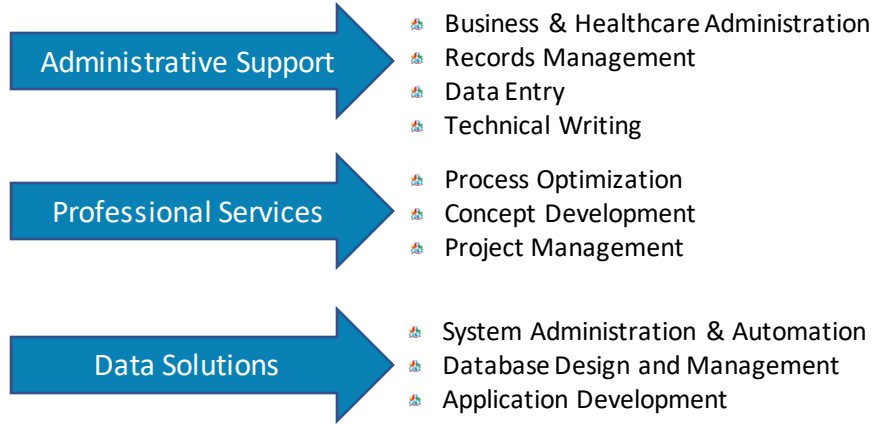 Administrative Support
Business & Healthcare Administration
Records Management
Data Entry
Technical Writing
Professional Services
Process Optimization
Concept Development
Project Management
Data Solutions
System Administration & Automation
Database Design and Management
Application Development